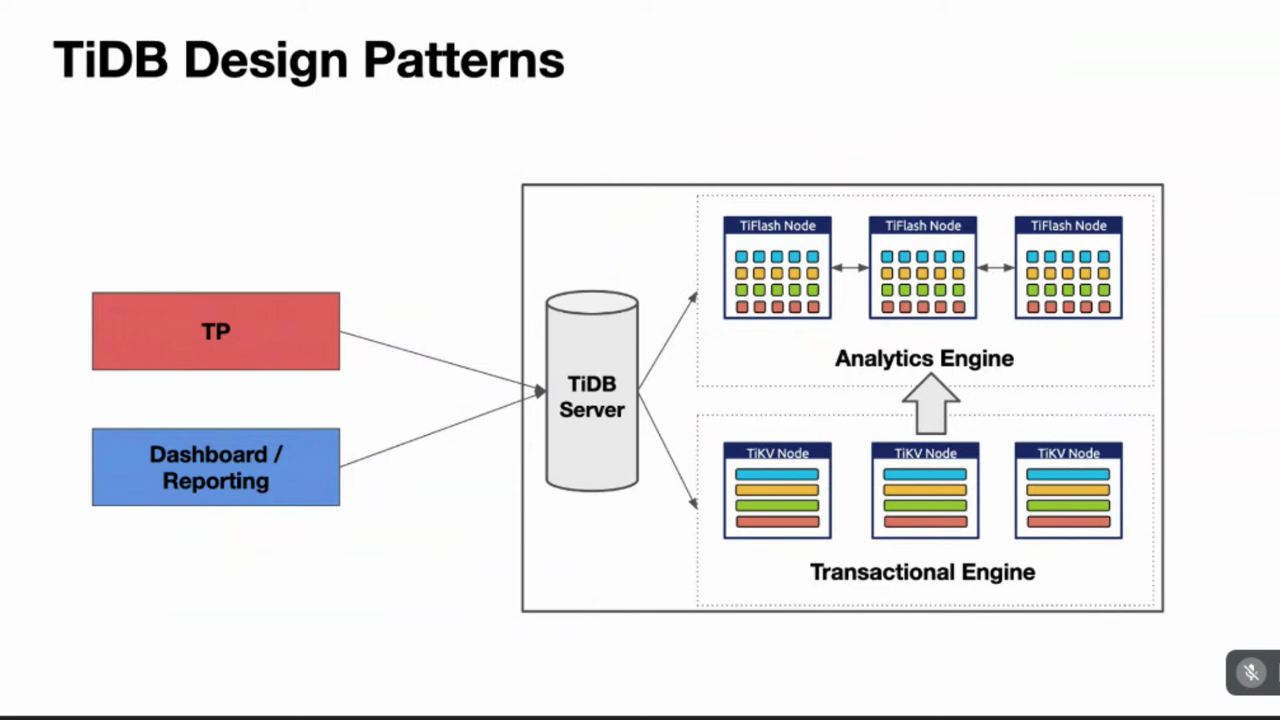 TiDB Design Patterns
TP
Dashboard /
Reporting
TiDB
Server
TiFlash Node
TiFlash Node
TiFlash Node
Analytics Engine
TiKV Node
TiKV Node
TiKV Node
Transactional Engine